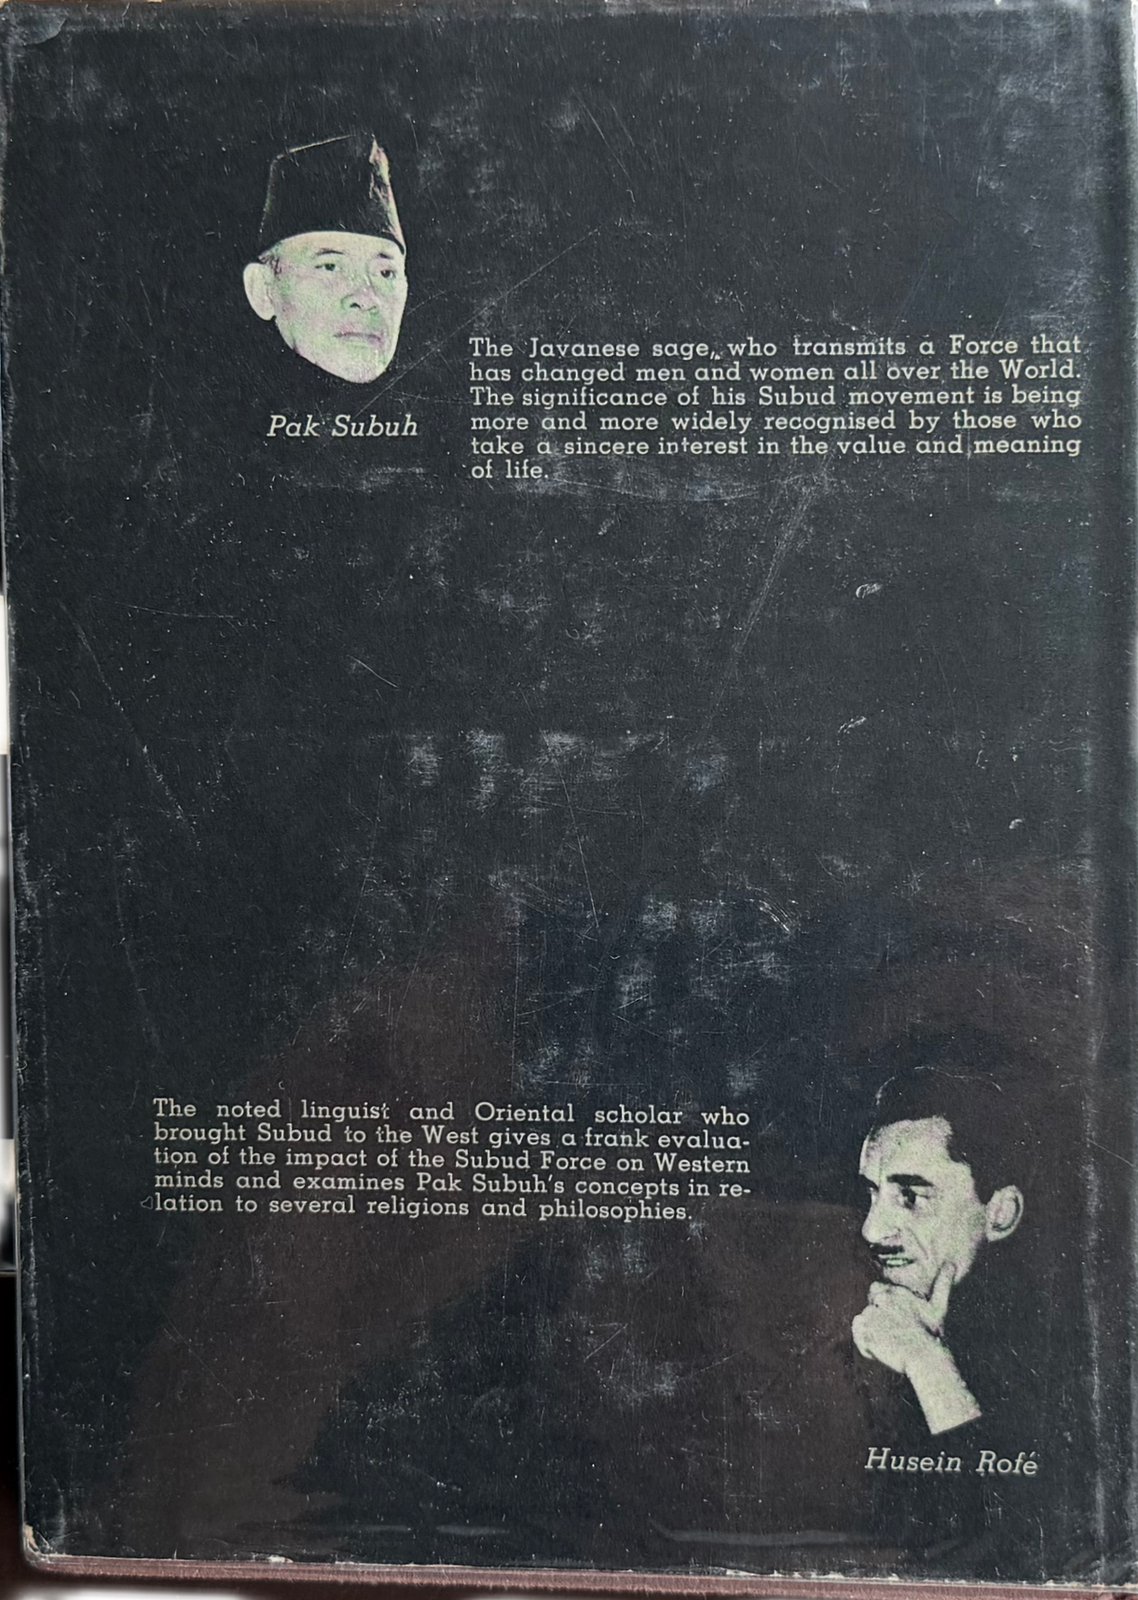 The Javanese sage, who transmits a Force that
has changed men and women all over the World.
The significance of his Subud movement is being
more and more widely recognised by those who
take a sincere interest in the value and meaning
of life.
Pak Subuh
The noted linguist and Oriental scholar who
brought Subud to the West gives a frank evalua-
tion of the impact of the Subud Force on Western
minds and examines Pak Subuh's concepts in re-
lation to several religions and philosophies.
Husein Rofé